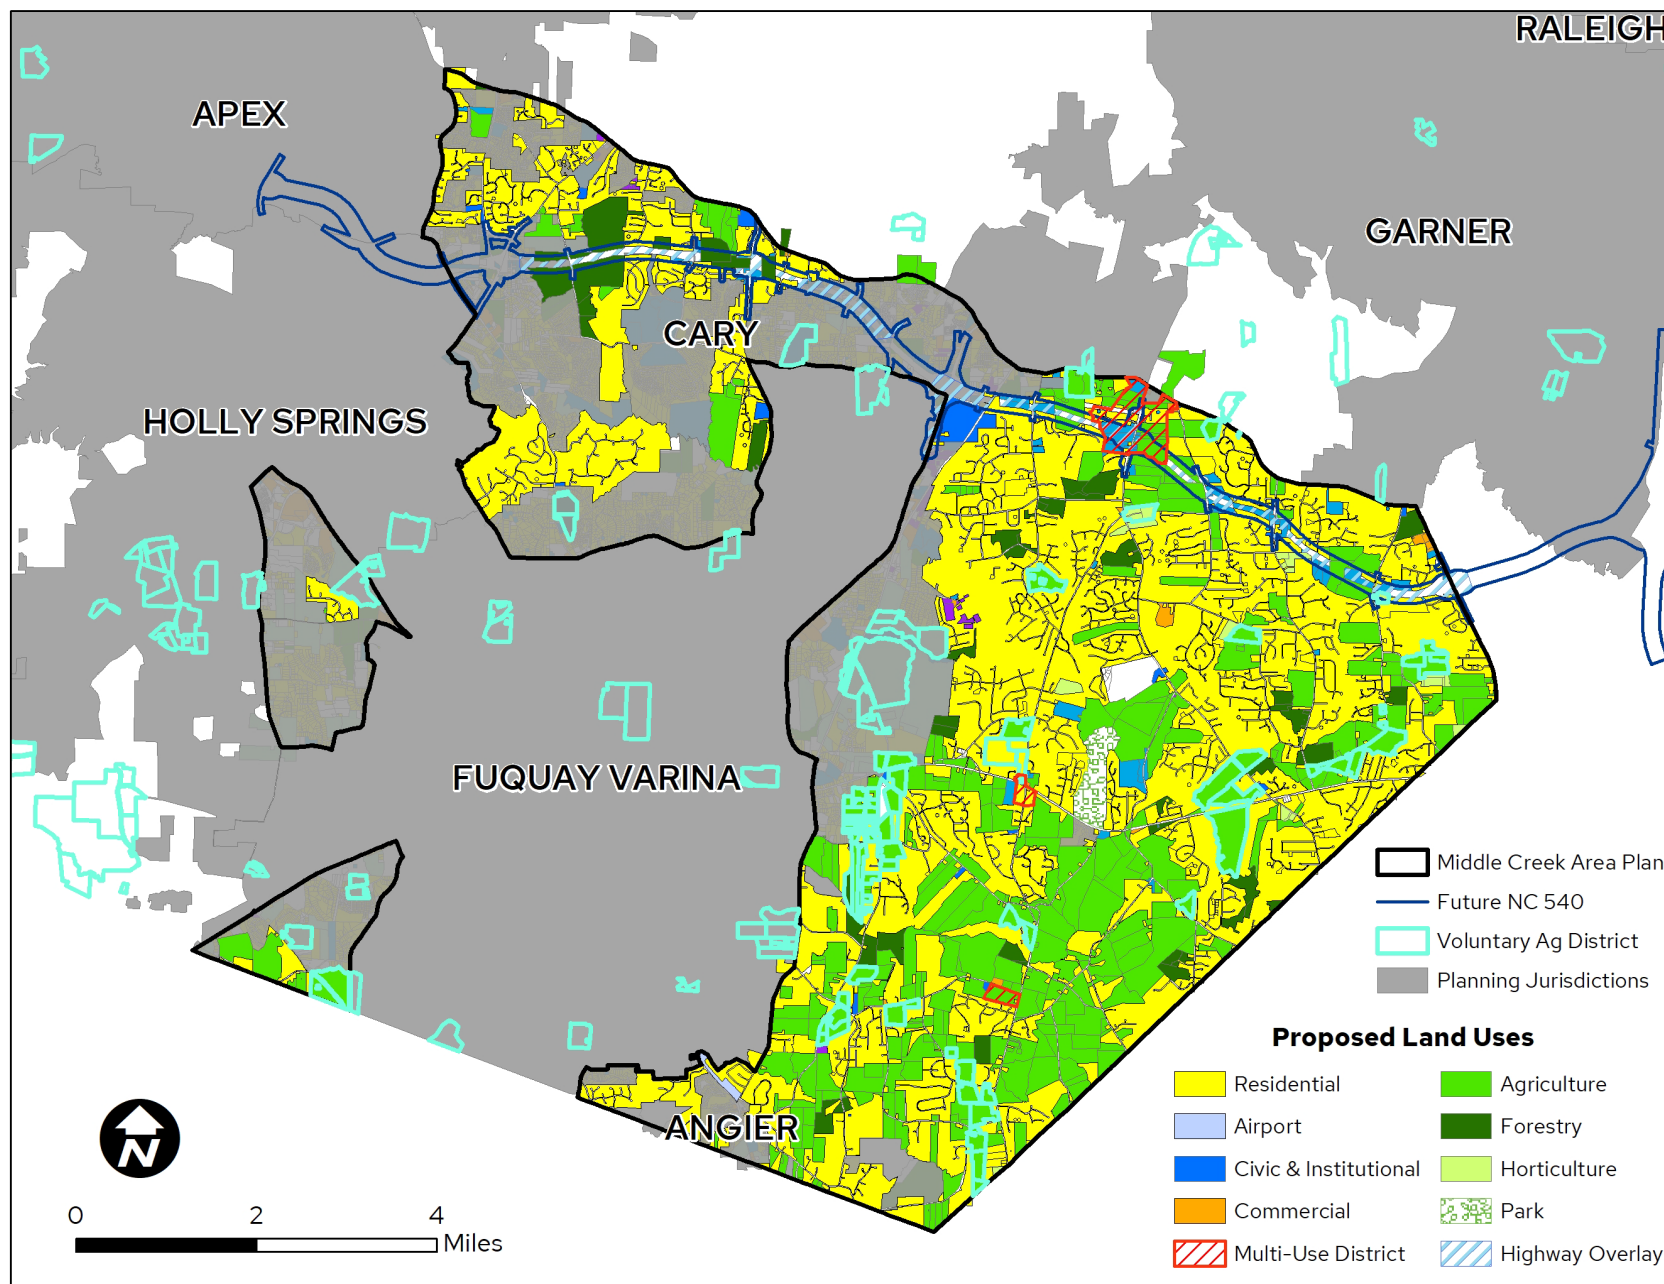 RALEIGH
APEX
GARNER
CARY
HOLLY SPRINGS
FUQUAY VARINA
ANGIER
Middle Creek Area Plan
Future NC 540
Voluntary Ag District
Planning Jurisdictions
Proposed Land Uses
Residential
Agriculture
Airport
Forestry
Civic & Institutional
Horticulture
Commercial
Park
Multi-Use District
Highway Overlay
N
0 2 4
Miles